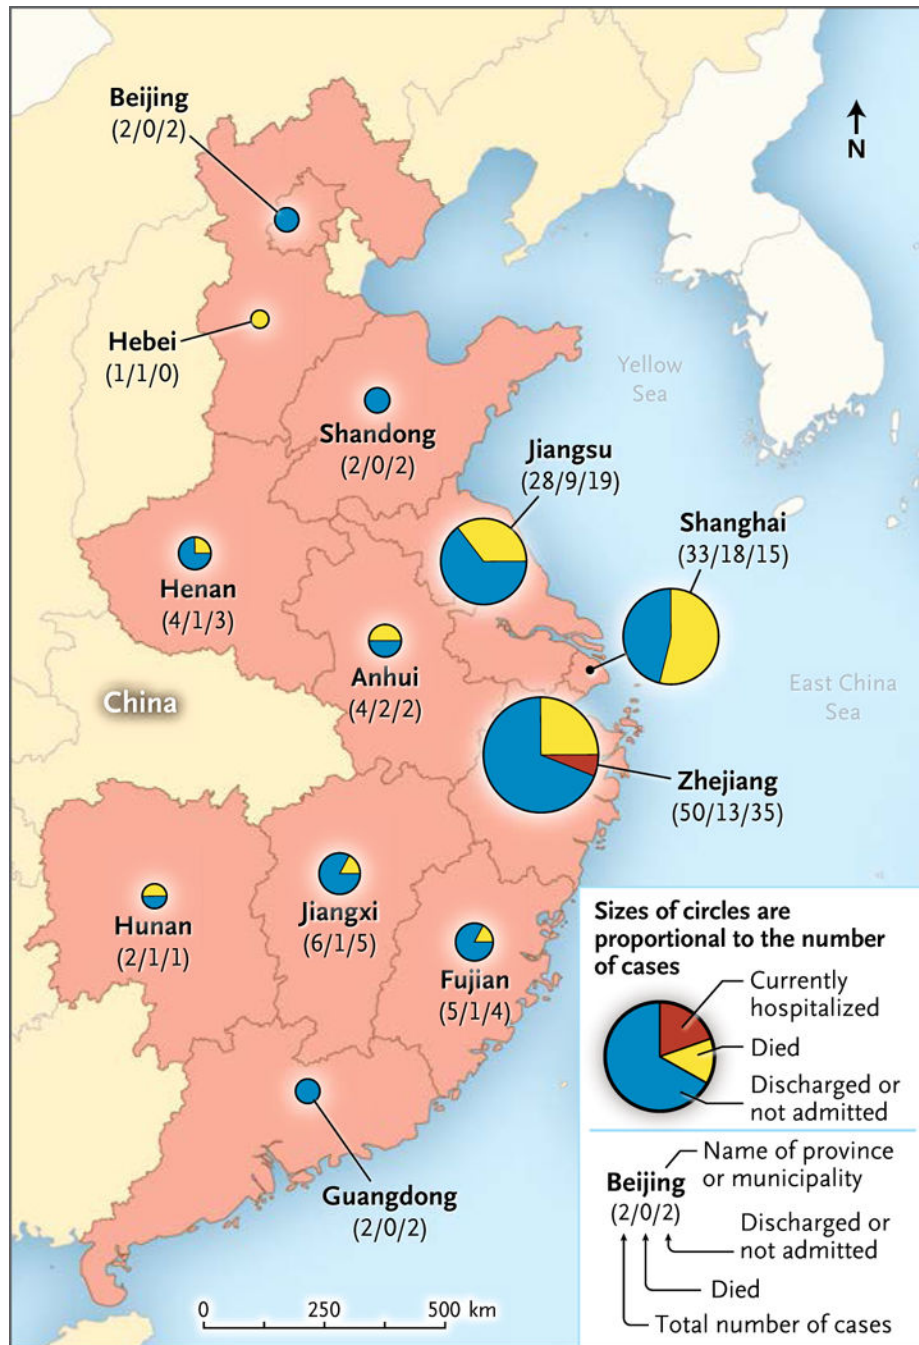 Beijing
(2/0/2)
N
Hebei
(1/1/0)
Yellow
Sea
Shandong
(2/0/2)
Jiangsu
(28/9/19)
Shanghai
(33/18/15)
Henan
(4/1/3)
Anhui
(4/2/2)
China
East China
Sea
Zhejiang
(50/13/35)
Hunan
(2/1/1)
Jiangxi
(6/1/5)
Fujian
(5/1/4)
Guangdong
(2/0/2)
0 250 500 km
Sizes of circles are
proportional to the number
of cases
Currently
hospitalized
Died
Discharged or
not admitted
Name of province
or municipality
Beijing
(2/0/2)
Discharged or
not admitted
Died
Total number of cases